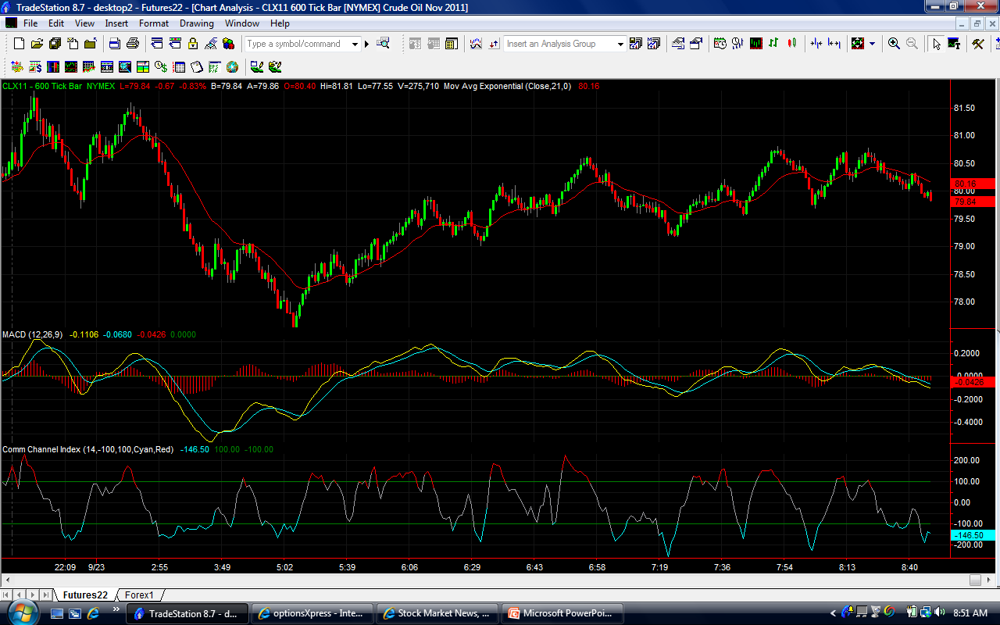 TradeStation 8.7 - desktop2 - Futures22 - [Chart Analysis - CLX11 600 Tick Bar [NYMEX] Crude Oil Nov 2011]
File Edit View Insert Format Drawing Window Help
Type a symbol/command Insert an Analysis Group
CLX11 - 600 Tick Bar NYMEX L=79.84 -0.67 -0.83% B=79.84 A=79.86 O=80.40 Hi=81.81 Lo=77.55 V=275,710 Mov Avg Exponential (Close,21,0) 80.16
81.50
81.00
80.50
80.16
80.00
79.84
79.50
79.00
78.50
78.00
MACD (12,26,9) -0.1106 -0.0680 -0.0426 0.0000
0.2000
0.0000
-0.0426
-0.2000
-0.4000
Comm Channel Index (14,-100,100,Cyan,Red) -146.50 100.00 -100.00
200.00
100.00
0.00
-100.00
-146.50
-200.00
22:09 9/23 2:55 3:49 5:02 5:39 6:06 6:29 6:43 6:58 7:19 7:36 7:54 8:13 8:40
Futures22 Forex1
TradeStation 8.7 - d... optionsXpress - Inte... Stock Market News, ... Microsoft PowerPoi... 8:51 AM